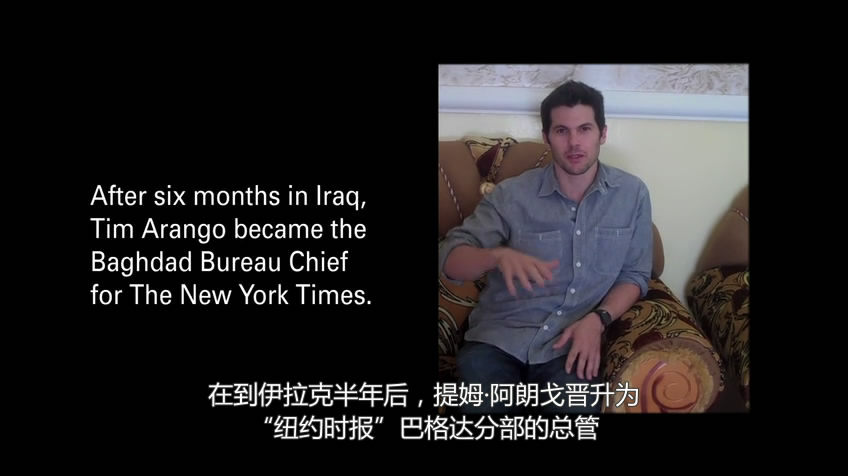 After six months in Iraq,
Tim Arango became the
Baghdad Bureau Chief
for The New York Times.
在到伊拉克半年后，提姆·阿朗戈晋升为
“纽约时报”巴格达分部的总管